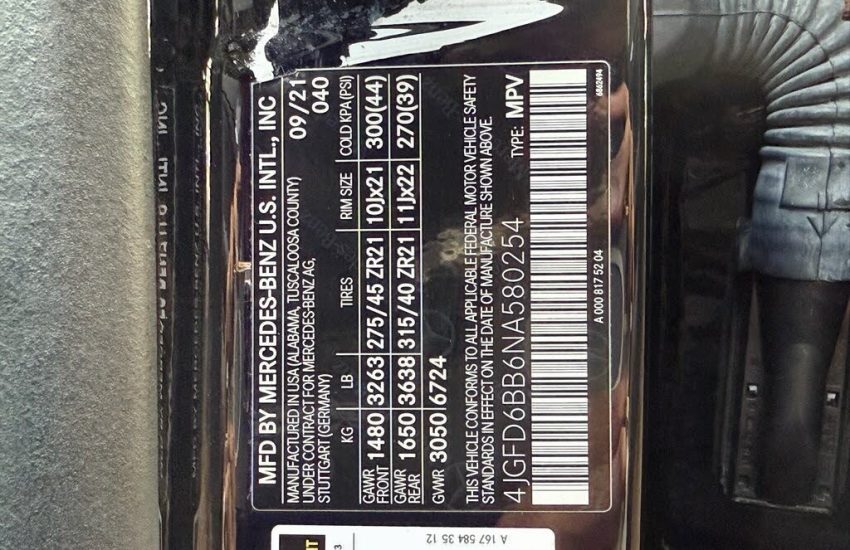 MFD BY MERCEDES-BENZ U.S. INTL., INC
MANUFACTURED IN USA (ALABAMA, TUSCALOOSA COUNTY) 09/21
UNDER CONTRACT FOR MERCEDES-BENZ AG, 040
STUTTGART (GERMANY)
KG LB TIRES RIM SIZE COLD KPA(PSI)
GAWR FRONT 1480 3263 275/45 ZR21 10Jx21 300(44)
GAWR REAR 1650 3638 315/40 ZR21 11Jx22 270(39)
GVWR 3050/6724
THIS VEHICLE CONFORMS TO ALL APPLICABLE FEDERAL MOTOR VEHICLE SAFETY
STANDARDS IN EFFECT ON THE DATE OF MANUFACTURE SHOWN ABOVE.
4JGFD6BB6NA580254 TYPE: MPV
A 000 817 52 04
6862494
A 167 584 35 12